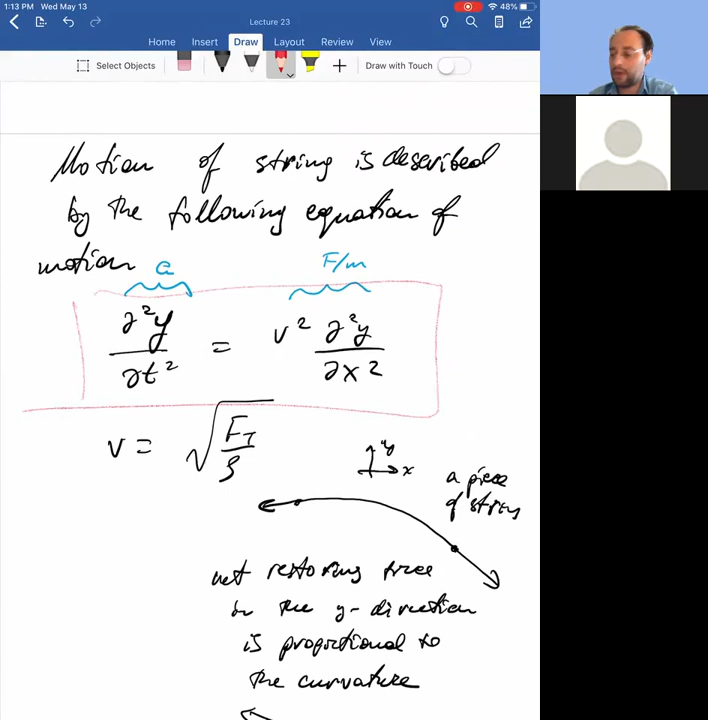 1:13 PM Wed May 13
48%
Lecture 23
Home Insert Draw Layout Review View
Select Objects
Draw with Touch
Motion of string is described
by the following equation of
motion
a F/m
∂²y/∂t² = v² ∂²y/∂x²
v = √(F_T/ρ)
y
x
a piece
of string
net restoring force
in the y-direction
is proportional to
the curvature